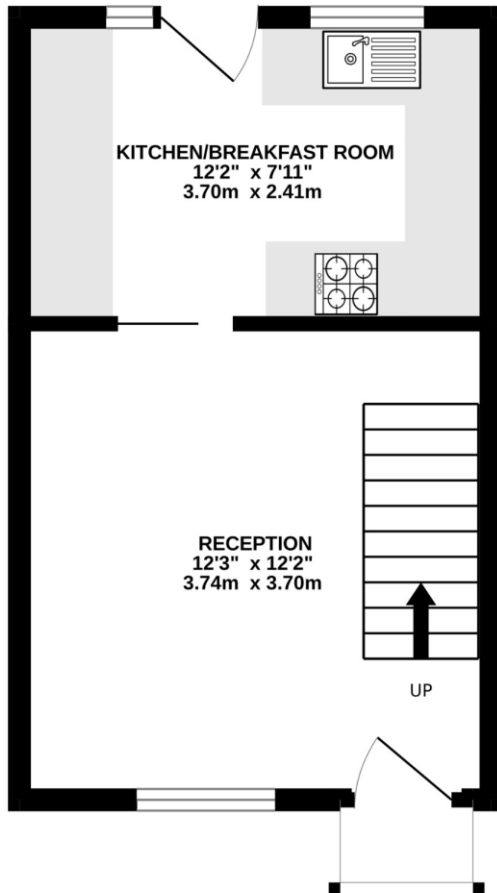 KITCHEN/BREAKFAST ROOM
12'2" x 7'11"
3.70m x 2.41m
RECEPTION
12'3" x 12'2"
3.74m x 3.70m
UP